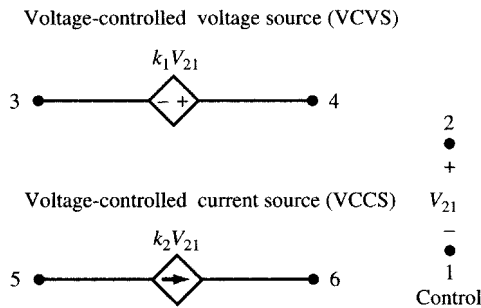 Voltage-controlled voltage source (VCVS)
k₁V₂₁
3 − + 4
2
+
Voltage-controlled current source (VCCS) V₂₁
k₂V₂₁
−
5 6 1
Control